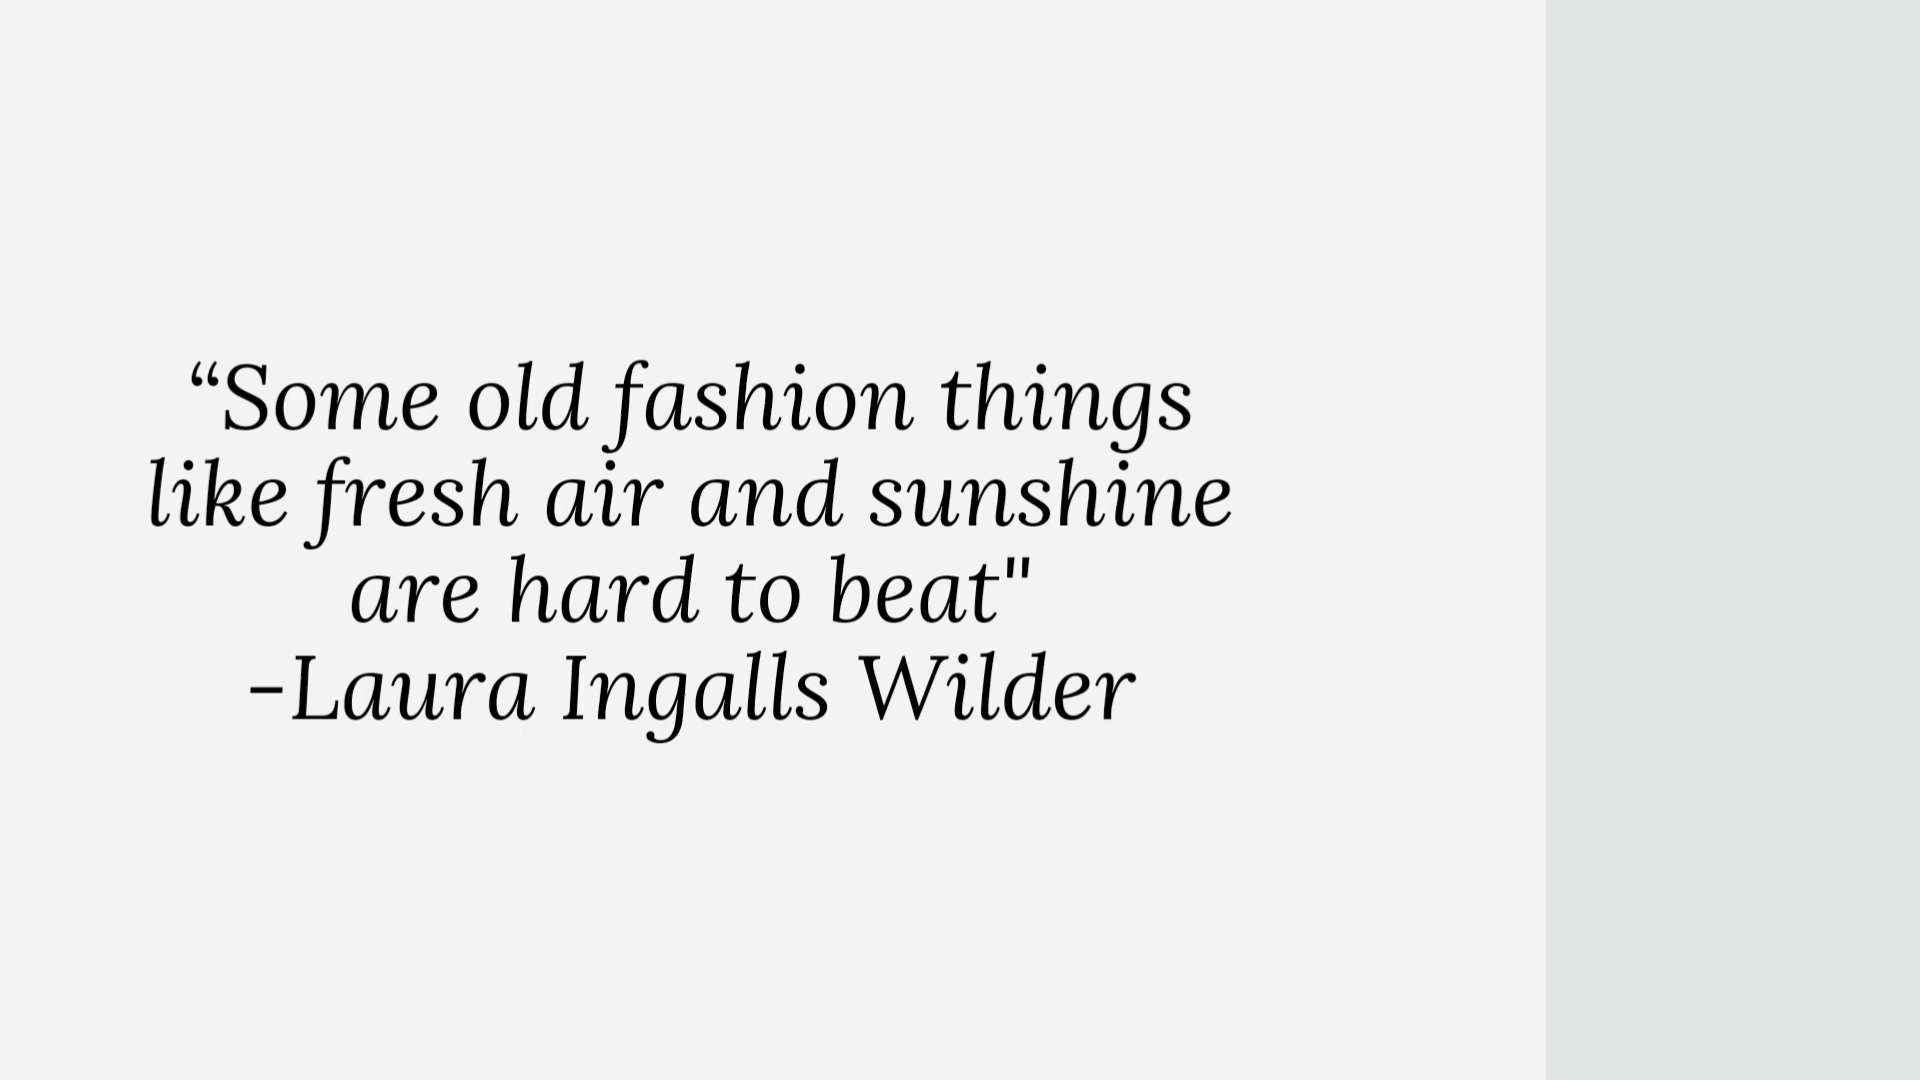 “Some old fashion things
like fresh air and sunshine
are hard to beat"
–Laura Ingalls Wilder